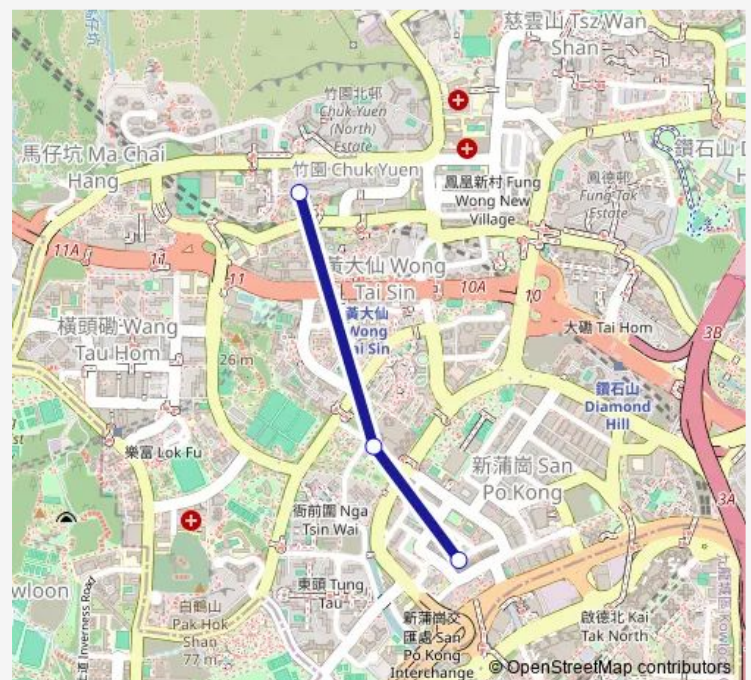 慈雲山 Tsz Wan
Shan
竹園北邨
Chuk Yuen
(North)
Estate
馬仔坑 Ma Chai
Hang
竹園 Chuk Yuen
鳳凰新村 Fung
Wong New
Village
鳳德邨
Fung Tak
Estate
鑽石山 D
H
11A
11
11
黃大仙 Wong
Tai Sin
10A
10
3B
橫頭磡 Wang
Tau Hom
黃大仙
Wong
ai Sin
大磡 Tai Hom
26 m
鑽石山
Diamond
Hill
樂富 Lok Fu
新蒲崗 San
Po Kong
3A
衙前圍 Nga
Tsin Wai
東頭 Tung
Tau
wloon
Inverness Road
白鶴山
Pak Hok
Shan
77 m
新蒲崗交
匯處 San
Po Kong
Interchange
啟德北 Kai
Tak North
© OpenStreetMap contributors